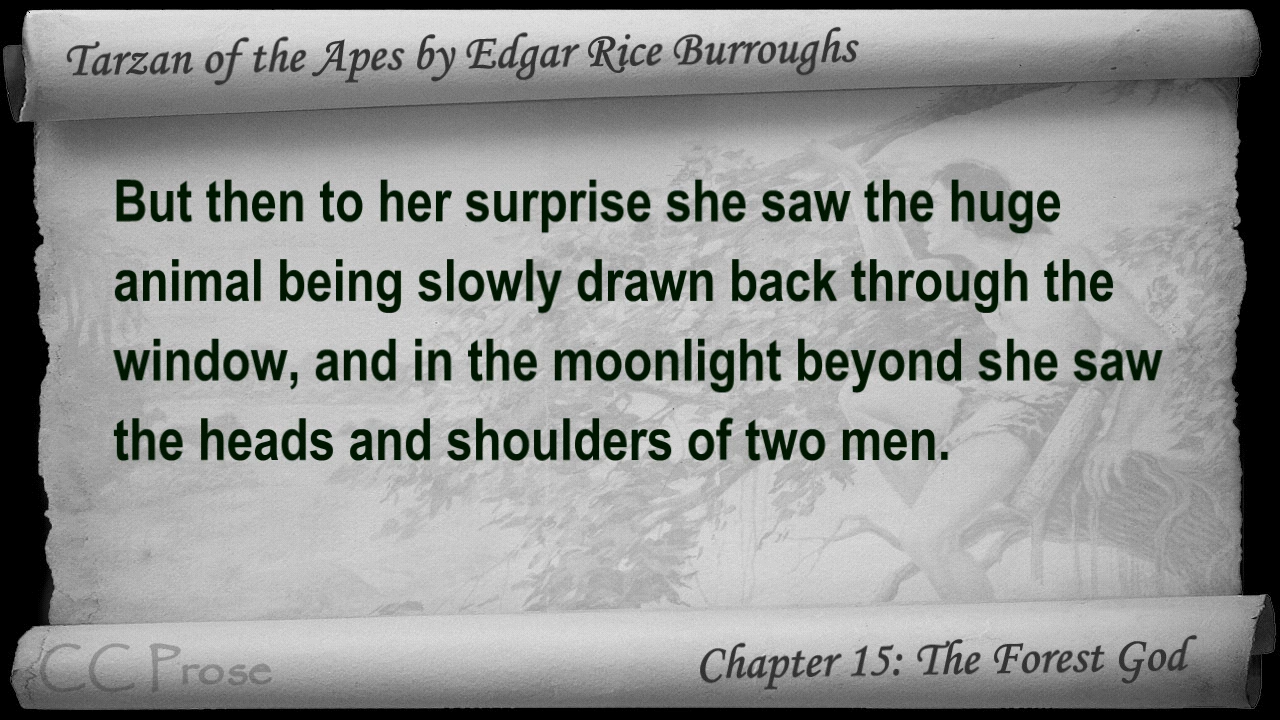 Tarzan of the Apes by Edgar Rice Burroughs
But then to her surprise she saw the huge
animal being slowly drawn back through the
window, and in the moonlight beyond she saw
the heads and shoulders of two men.
CC Prose
Chapter 15: The Forest God